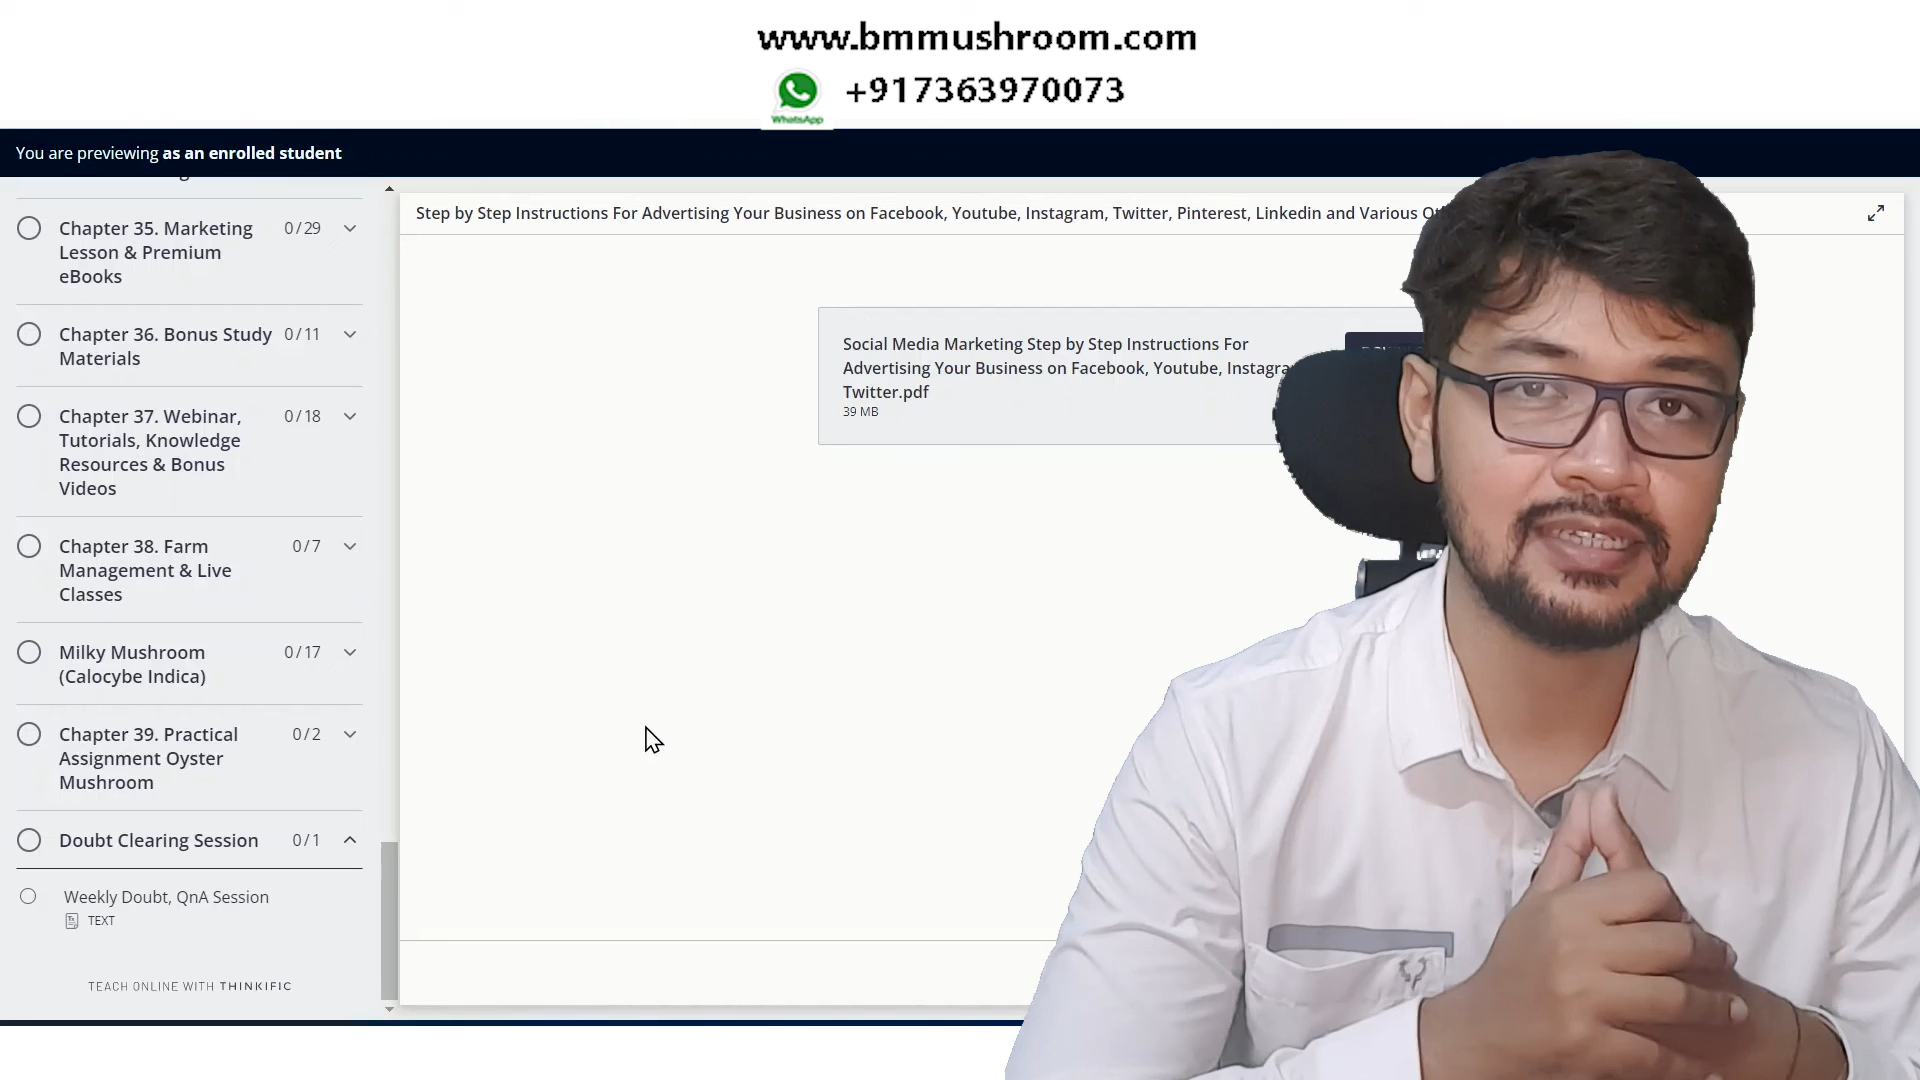 www.bmmushroom.com
WhatsApp
+917363970073
You are previewing as an enrolled student
Step by Step Instructions For Advertising Your Business on Facebook, Youtube, Instagram, Twitter, Pinterest, Linkedin and Various
Chapter 35. Marketing 0/29
Lesson & Premium
eBooks
Chapter 36. Bonus Study 0/11
Materials
Chapter 37. Webinar, 0/18
Tutorials, Knowledge
Resources & Bonus
Videos
Chapter 38. Farm 0/7
Management & Live
Classes
Milky Mushroom 0/17
(Calocybe Indica)
Chapter 39. Practical 0/2
Assignment Oyster
Mushroom
Doubt Clearing Session 0/1
Weekly Doubt, QnA Session
TEXT
TEACH ONLINE WITH THINKIFIC
Social Media Marketing Step by Step Instructions For
Advertising Your Business on Facebook, Youtube,
Twitter.pdf
39 MB